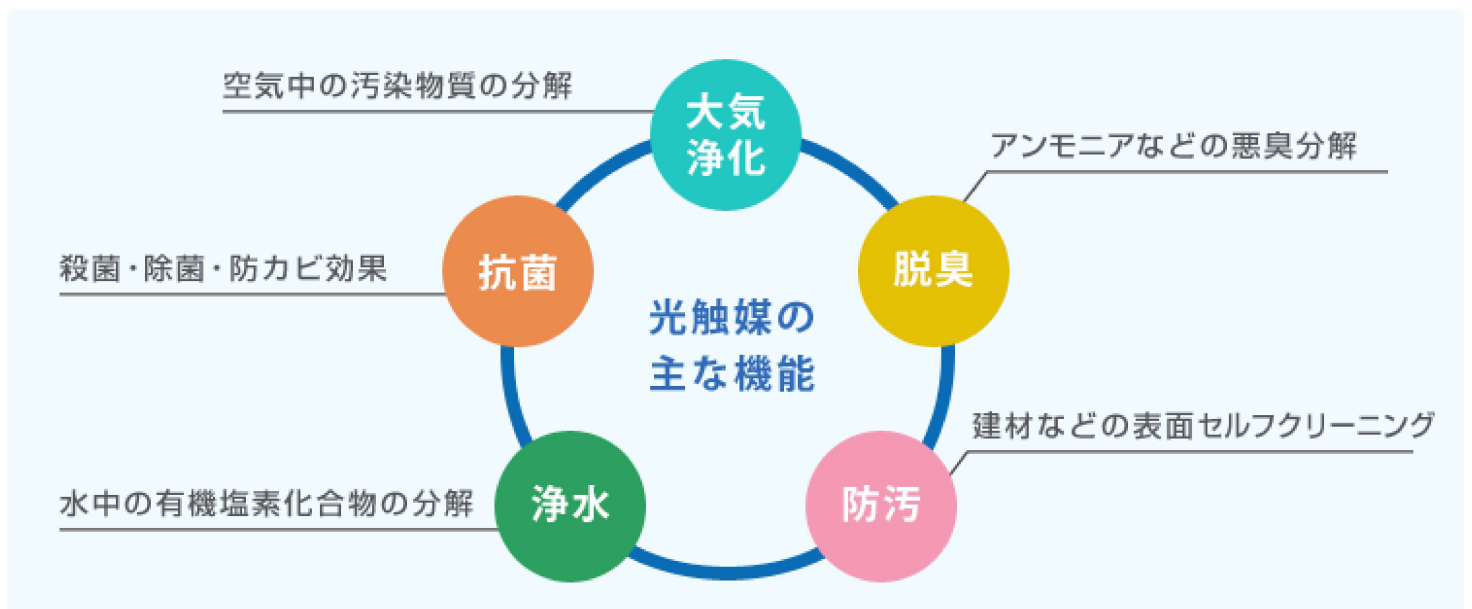 空気中の汚染物質の分解
大気
浄化
アンモニアなどの悪臭分解
脱臭
殺菌・除菌・防カビ効果
抗菌
光触媒の
主な機能
建材などの表面セルフクリーニング
防汚
水中の有機塩素化合物の分解
浄水